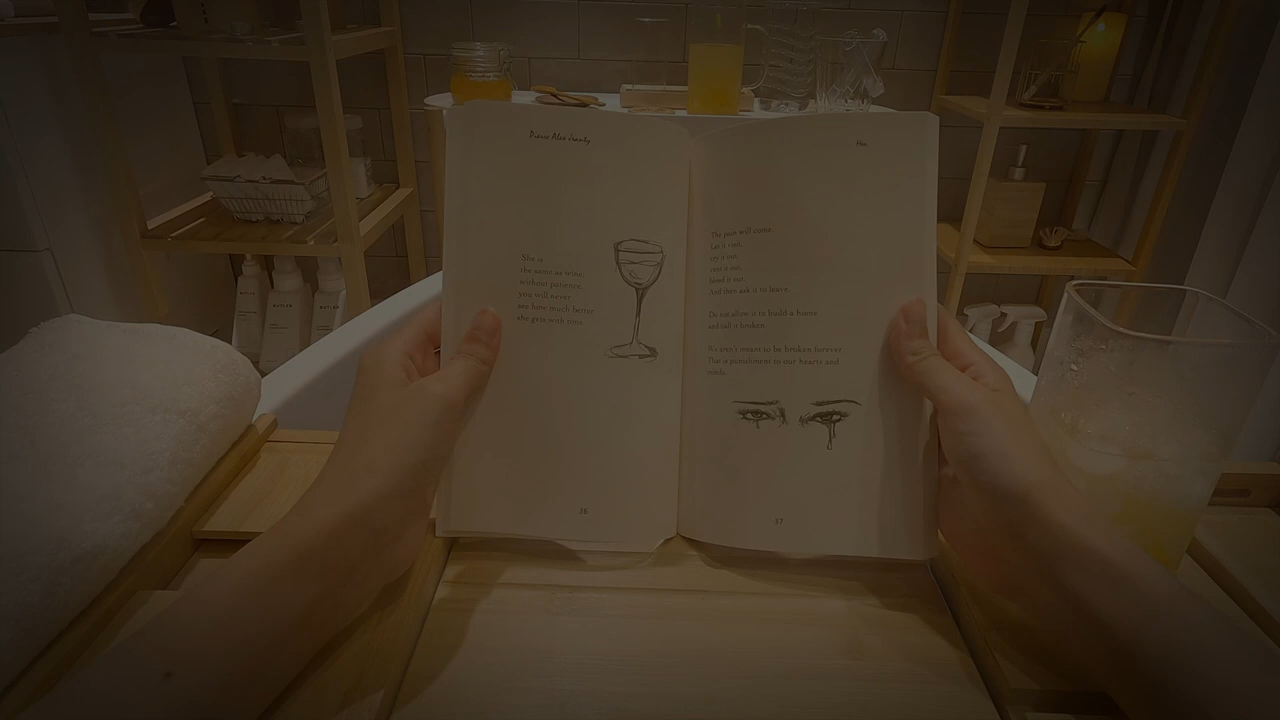 Pierre Alex Jeanty
She is
the same as wine;
without patience,
you will never
see how much better
she gets with time
36
Her
The pain will come.
Let it visit,
cry it out,
vent it out,
bleed it out,
And then ask it to leave.
Do not allow it to build a home
and call it broken.
We aren't meant to be broken forever
That is punishment to our hearts and
minds.
37
BUTLER
BUTLER
BUTLER